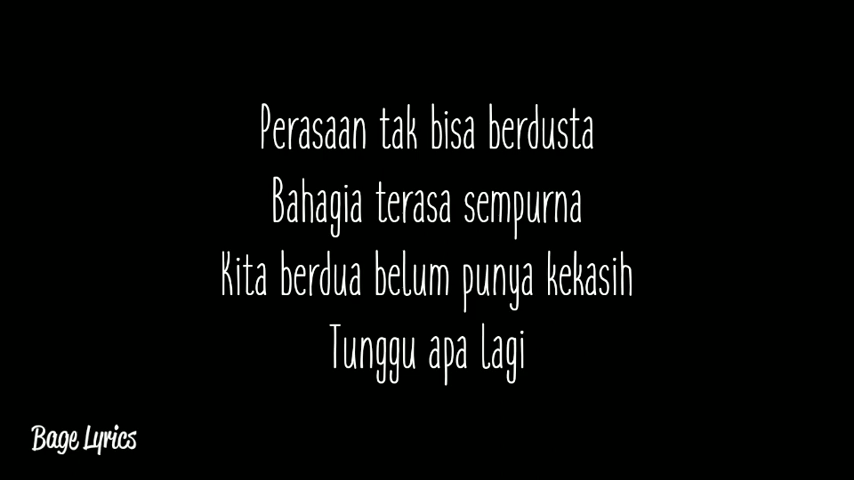 Perasaan tak bisa berdusta
Bahagia terasa sempurna
Kita berdua belum punya kekasih
Tunggu apa lagi
Bage Lyrics